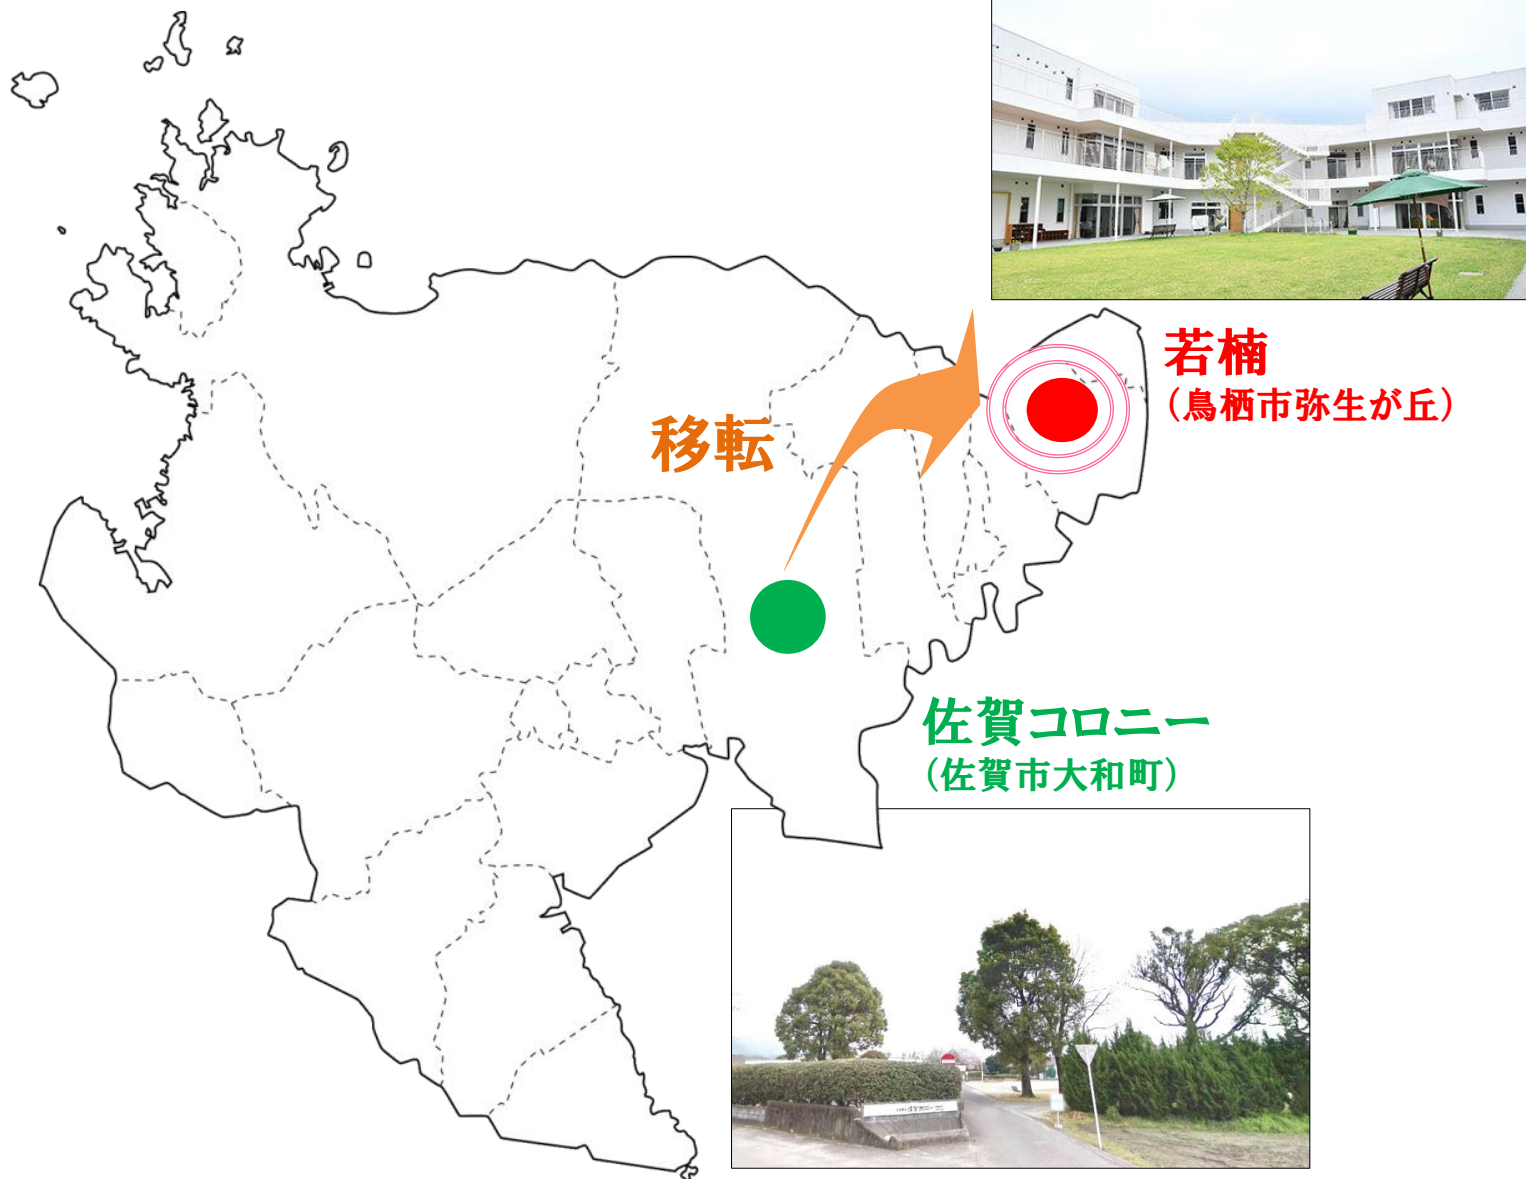 若楠
（鳥栖市弥生が丘）
移転
佐賀コロニー
（佐賀市大和町）